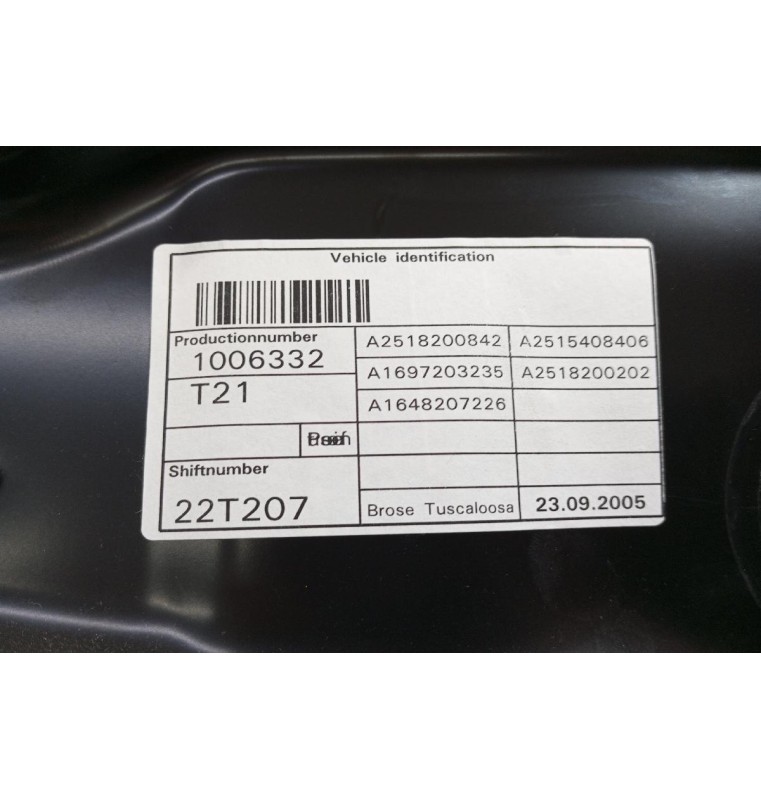 Vehicle identification
Productionnumber
1006332
A2518200842
A2515408406
T21
A1697203235
A2518200202
A1648207226
Shiftnumber
22T207
Brose Tuscaloosa
23.09.2005